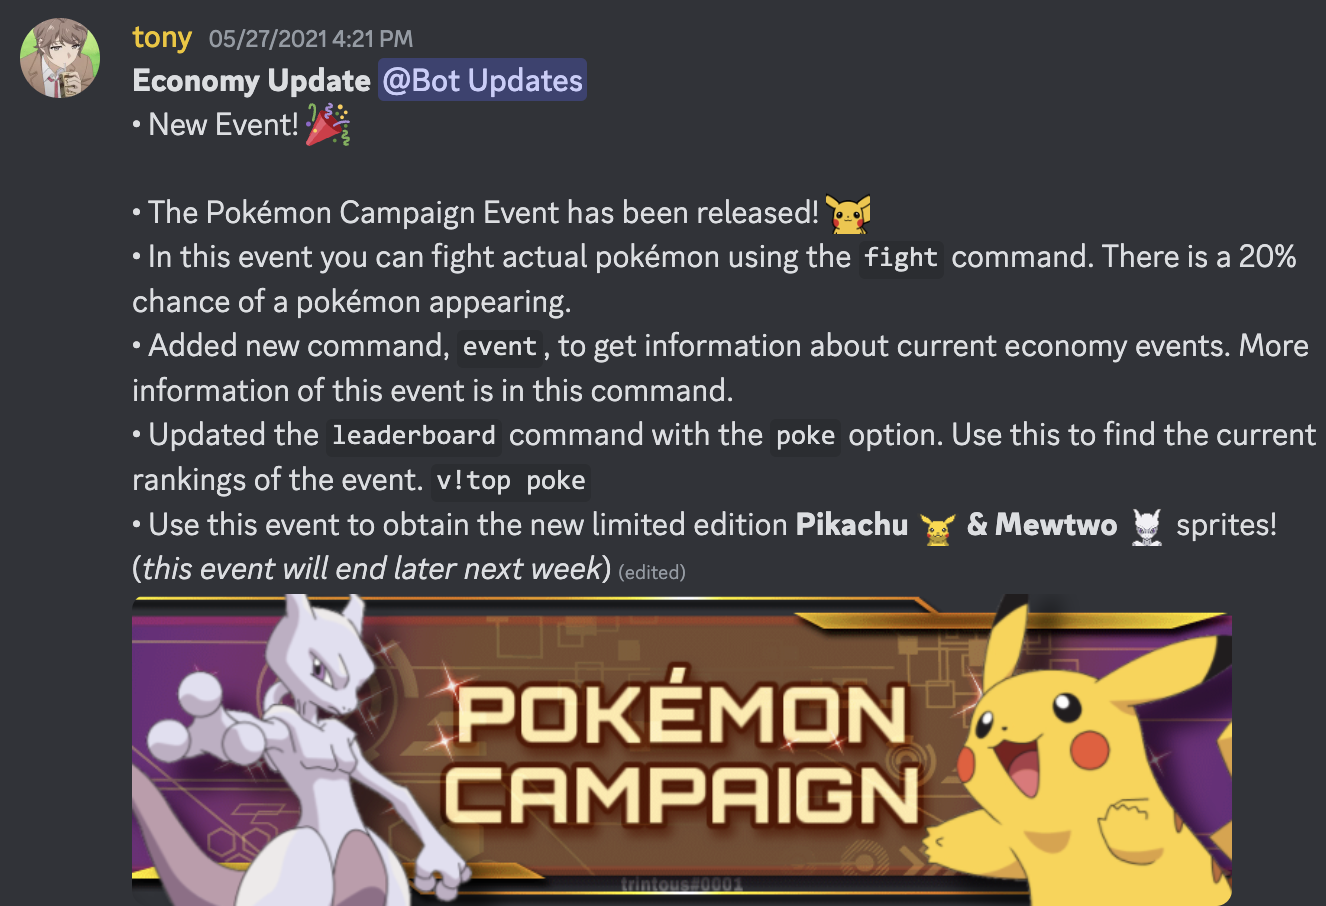 tony 05/27/2021 4:21 PM
Economy Update @Bot Updates
• New Event!
• The Pokémon Campaign Event has been released!
• In this event you can fight actual pokémon using the fight command. There is a 20%
chance of a pokémon appearing.
• Added new command, event, to get information about current economy events. More
information of this event is in this command.
• Updated the leaderboard command with the poke option. Use this to find the current
rankings of the event. v!top poke
• Use this event to obtain the new limited edition Pikachu & Mewtwo sprites!
(this event will end later next week) (edited)
POKÉMON
CAMPAIGN
trintous#0001